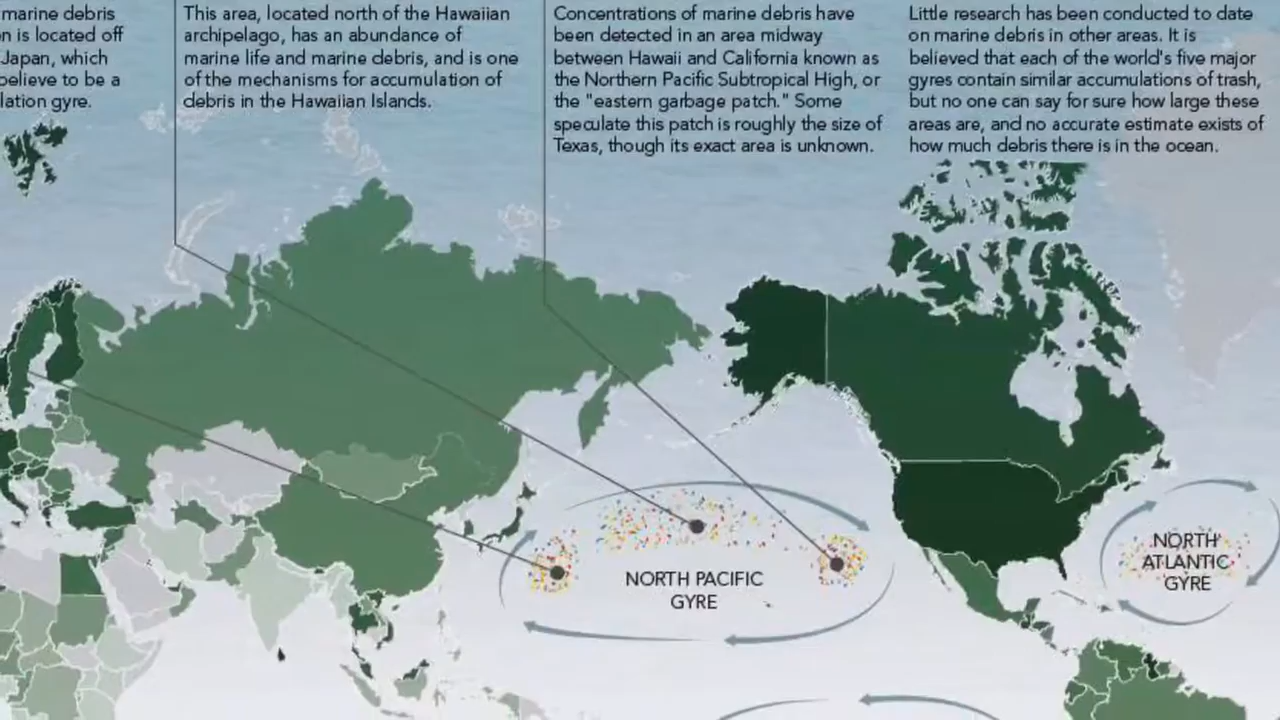 marine debris
n is located off
Japan, which
believe to be a
lation gyre.
This area, located north of the Hawaiian
archipelago, has an abundance of
marine life and marine debris, and is one
of the mechanisms for accumulation of
debris in the Hawaiian Islands.
Concentrations of marine debris have
been detected in an area midway
between Hawaii and California known as
the Northern Pacific Subtropical High, or
the "eastern garbage patch." Some
speculate this patch is roughly the size of
Texas, though its exact area is unknown.
Little research has been conducted to date
on marine debris in other areas. It is
believed that each of the world's five major
gyres contain similar accumulations of trash,
but no one can say for sure how large these
areas are, and no accurate estimate exists of
how much debris there is in the ocean.
NORTH PACIFIC
GYRE
NORTH
ATLANTIC
GYRE